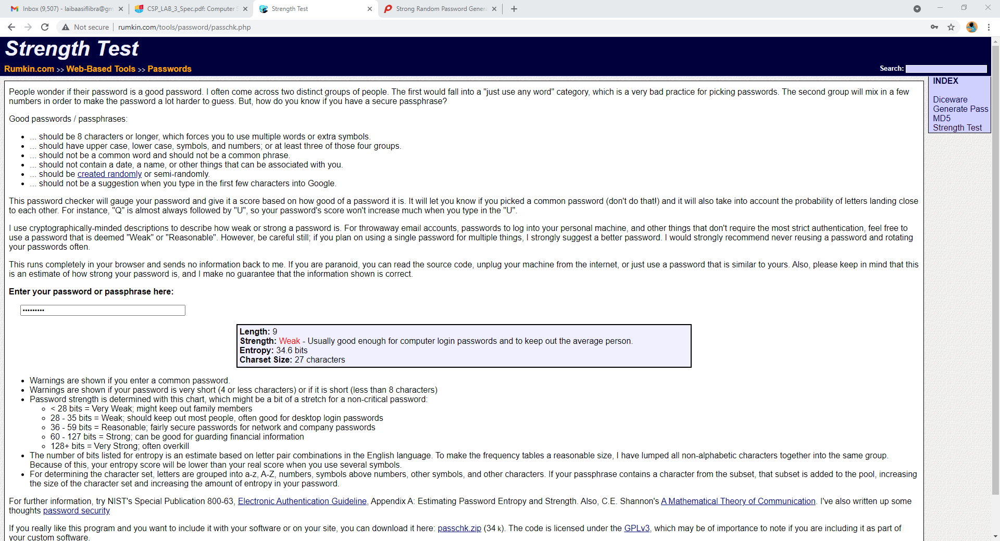 Inbox (9,507) - laibaasiflibra@gm
CSP_LAB_3_Spec.pdf: Computer S
Strength Test
Strong Random Password Genera
Not secure
rumkin.com/tools/password/passchk.php
Strength Test
Rumkin.com >> Web-Based Tools >> Passwords
Search:
INDEX
Diceware
Generate Pass
MD5
Strength Test
People wonder if their password is a good password. I often come across two distinct groups of people. The first would fall into a "just use any word" category, which is a very bad practice for picking passwords. The second group will mix in a few
numbers in order to make the password a lot harder to guess. But, how do you know if you have a secure passphrase?
Good passwords / passphrases:
• ... should be 8 characters or longer, which forces you to use multiple words or extra symbols.
• ... should have upper case, lower case, symbols, and numbers; or at least three of those four groups.
• ... should not be a common word and should not be a common phrase.
• ... should not contain a date, a name, or other things that can be associated with you.
• ... should be created randomly or semi-randomly.
• ... should not be a suggestion when you type in the first few characters into Google.
This password checker will gauge your password and give it a score based on how good of a password it is. It will let you know if you picked a common password (don't do that!) and it will also take into account the probability of letters landing close
to each other. For instance, "Q" is almost always followed by "U", so your password's score won't increase much when you type in the "U".
I use cryptographically-minded descriptions to describe how weak or strong a password is. For throwaway email accounts, passwords to log into your personal machine, and other things that don't require the most strict authentication, feel free to
use a password that is deemed "Weak" or "Reasonable". However, be careful still; if you plan on using a single password for multiple things, I strongly suggest a better password. I would strongly recommend never reusing a password and rotating
your passwords often.
This runs completely in your browser and sends no information back to me. If you are paranoid, you can read the source code, unplug your machine from the internet, or just use a password that is similar to yours. Also, please keep in mind that this
is an estimate of how strong your password is, and I make no guarantee that the information shown is correct.
Enter your password or passphrase here:
•••••••••
Length: 9
Strength: Weak - Usually good enough for computer login passwords and to keep out the average person.
Entropy: 34.6 bits
Charset Size: 27 characters
• Warnings are shown if you enter a common password.
• Warnings are shown if your password is very short (4 or less characters) or if it is short (less than 8 characters)
• Password strength is determined with this chart, which might be a bit of a stretch for a non-critical password:
◦ < 28 bits = Very Weak; might keep out family members
◦ 28 - 35 bits = Weak; should keep out most people, often good for desktop login passwords
◦ 36 - 59 bits = Reasonable; fairly secure passwords for network and company passwords
◦ 60 - 127 bits = Strong; can be good for guarding financial information
◦ 128+ bits = Very Strong; often overkill
• The number of bits listed for entropy is an estimate based on letter pair combinations in the English language. To make the frequency tables a reasonable size, I have lumped all non-alphabetic characters together into the same group.
Because of this, your entropy score will be lower than your real score when you use several symbols.
• For determining the character set, letters are grouped into a-z, A-Z, numbers, symbols above numbers, other symbols, and other characters. If your passphrase contains a character from the subset, that subset is added to the pool, increasing
the size of the character set and increasing the amount of entropy in your password.
For further information, try NIST's Special Publication 800-63, Electronic Authentication Guideline, Appendix A: Estimating Password Entropy and Strength. Also, C.E. Shannon's A Mathematical Theory of Communication. I've also written up some
thoughts password security
If you really like this program and you want to include it with your software or on your site, you can download it here: passchk.zip (34 k). The code is licensed under the GPLv3, which may be of importance to note if you are including it as part of
your custom software.